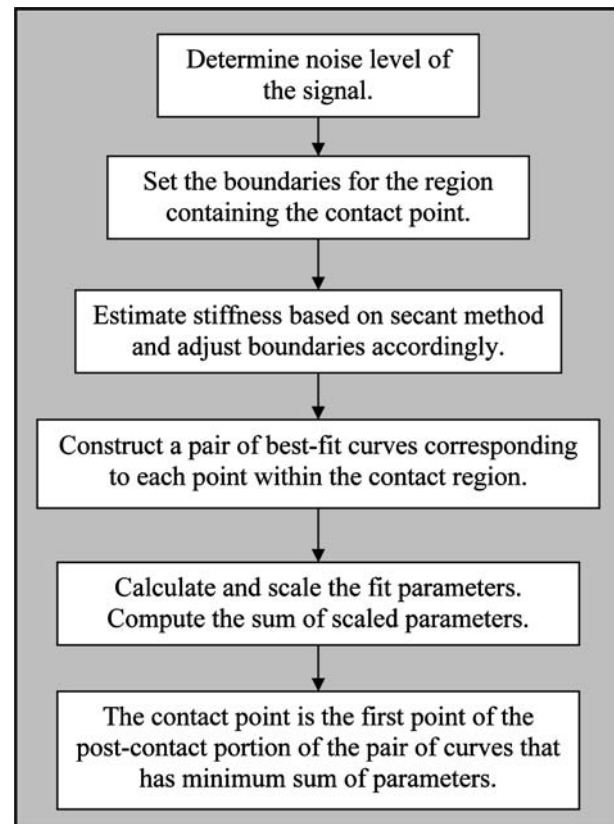 Determine noise level of
the signal.
Set the boundaries for the region
containing the contact point.
Estimate stiffness based on secant method
and adjust boundaries accordingly.
Construct a pair of best-fit curves corresponding
to each point within the contact region.
Calculate and scale the fit parameters.
Compute the sum of scaled parameters.
The contact point is the first point of the
post-contact portion of the pair of curves that
has minimum sum of parameters.